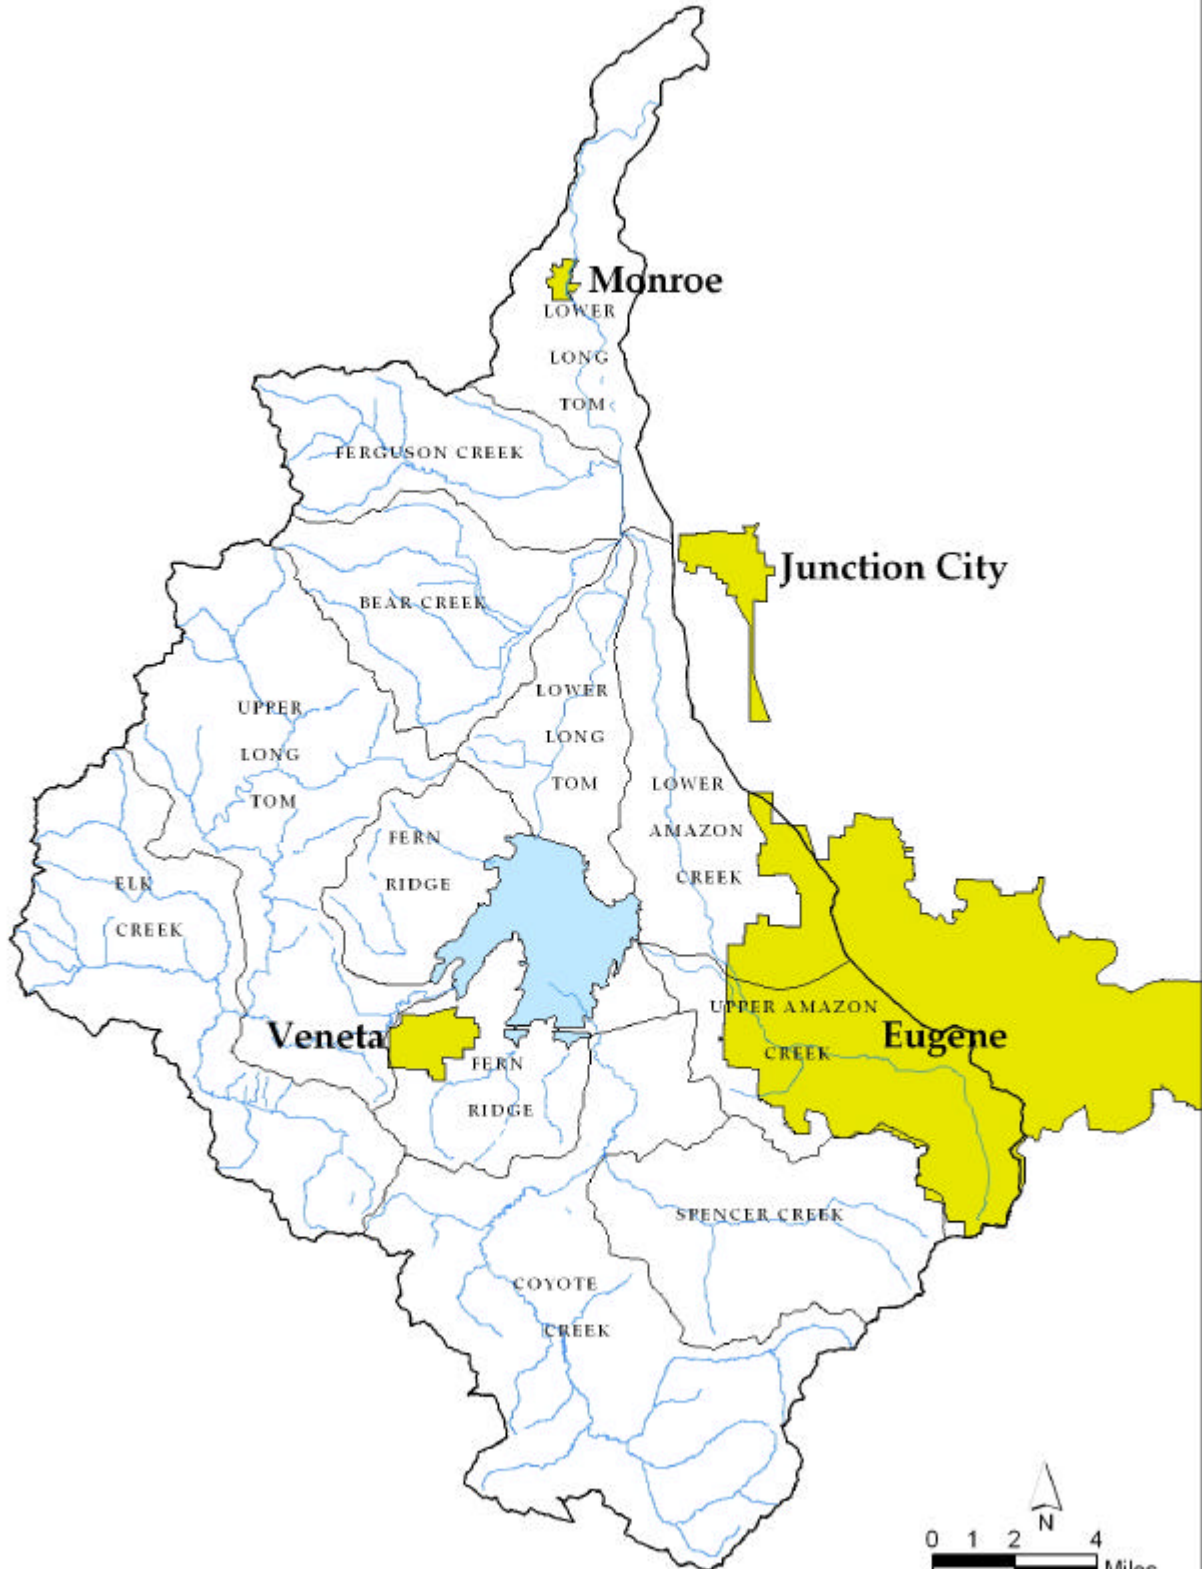 Monroe
LOWER
LONG
TOM
FERGUSON CREEK
Junction City
BEAR CREEK
LOWER
LONG
TOM
UPPER
LONG
TOM
LOWER
AMAZON
CREEK
FERN
RIDGE
ELK
CREEK
UPPER AMAZON
CREEK
Eugene
Veneta
FERN
RIDGE
SPENCER CREEK
COYOTE
CREEK
N
0 1 2 4
Miles